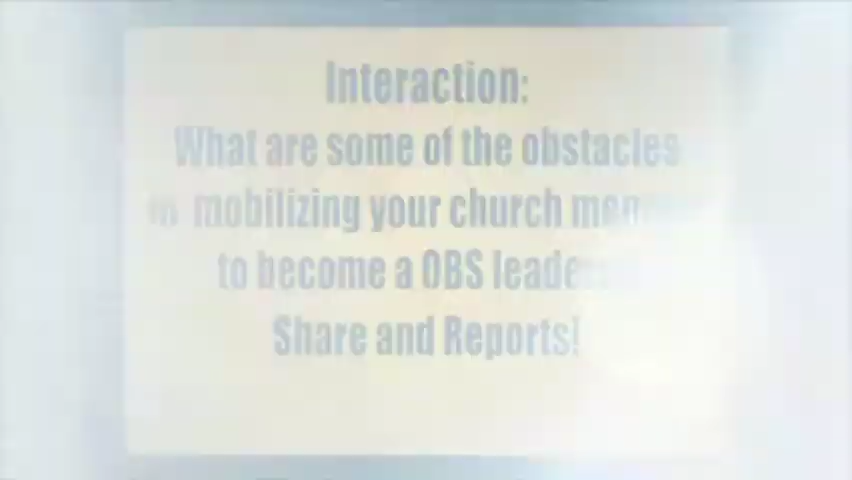 Interaction:
What are some of the obstacles
mobilizing your church
to become a OBS
Share and Reports!